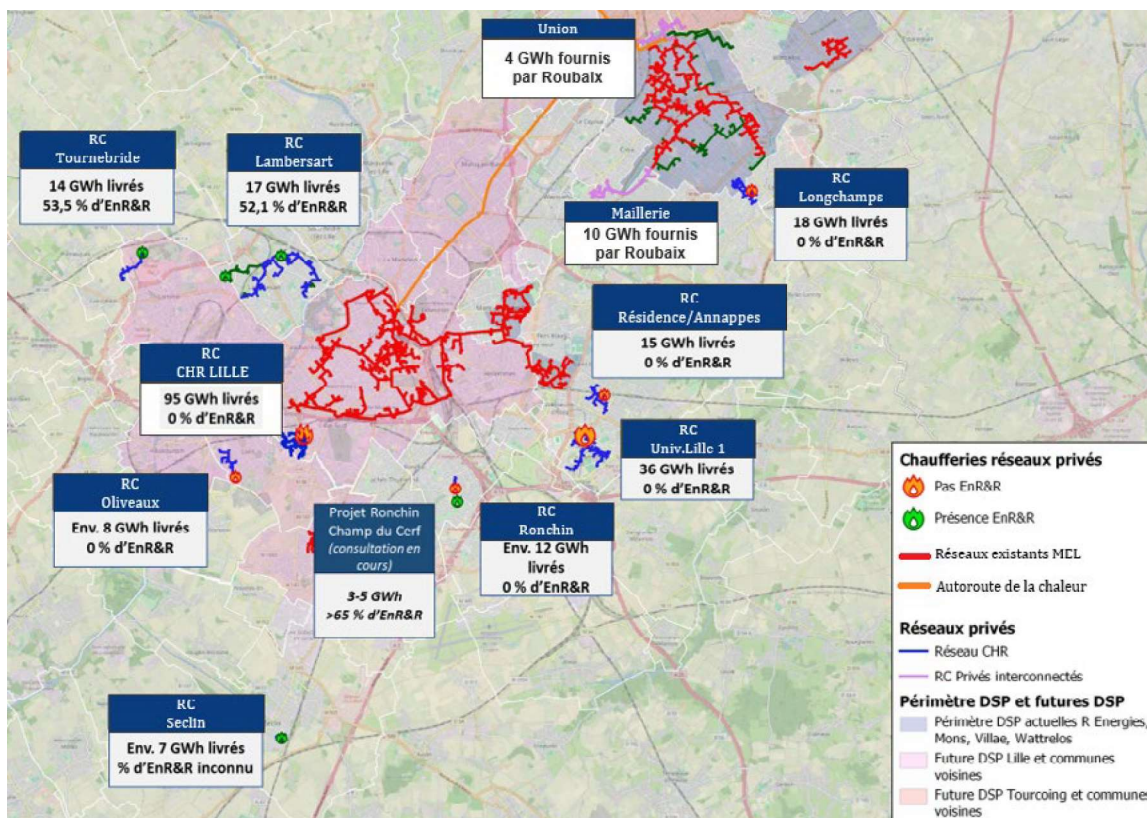 Union
4 GWh fournis
par Roubaix
RC
Tournebride
14 GWh livrés
53,5 % d'EnR&R
RC
Lambersart
17 GWh livrés
52,1 % d'EnR&R
RC
Longchamps
18 GWh livrés
0 % d'EnR&R
Maillerie
10 GWh fournis
par Roubaix
RC
Résidence/Annappes
15 GWh livrés
0 % d'EnR&R
RC
CHR LILLE
95 GWh livrés
0 % d'EnR&R
RC
Univ.Lille 1
36 GWh livrés
0 % d'EnR&R
RC
Oliveaux
Env. 8 GWh livrés
0 % d'EnR&R
Projet Ronchin
Champ du Cerf
(consultation en
cours)
3-5 GWh
>65 % d'EnR&R
RC
Ronchin
Env. 12 GWh
livrés
0 % d'EnR&R
RC
Seclin
Env. 7 GWh livrés
% d'EnR&R inconnu
Chaufferies réseaux privés
Pas EnR&R
Présence EnR&R
Réseaux existants MEL
Autoroute de la chaleur
Réseaux privés
Réseau CHR
RC Privés interconnectés
Périmètre DSP et futures DSP
Périmètre DSP actuelles R Energies,
Mons, Villae, Wattrelos
Future DSP Lille et communes
voisines
Future DSP Tourcoing et communes
voisines